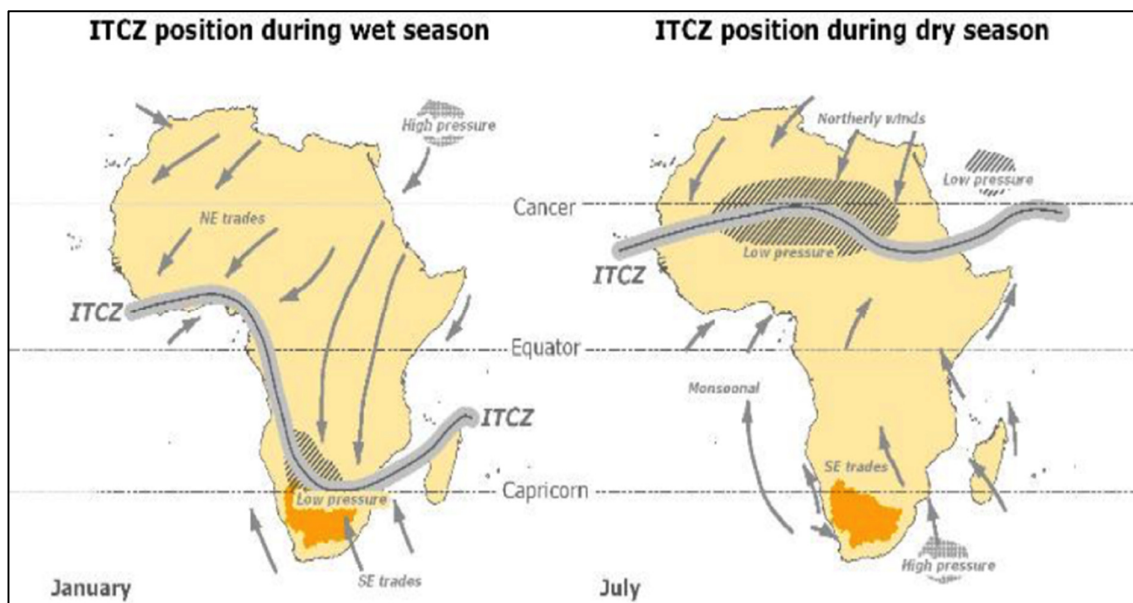 ITCZ position during wet season
High pressure
NE trades
ITCZ
ITCZ
Low pressure
SE trades
January
Cancer
Equator
Capricorn
ITCZ position during dry season
Northerly winds
Low pressure
Low pressure
ITCZ
Monsoonal
SE trades
High pressure
July